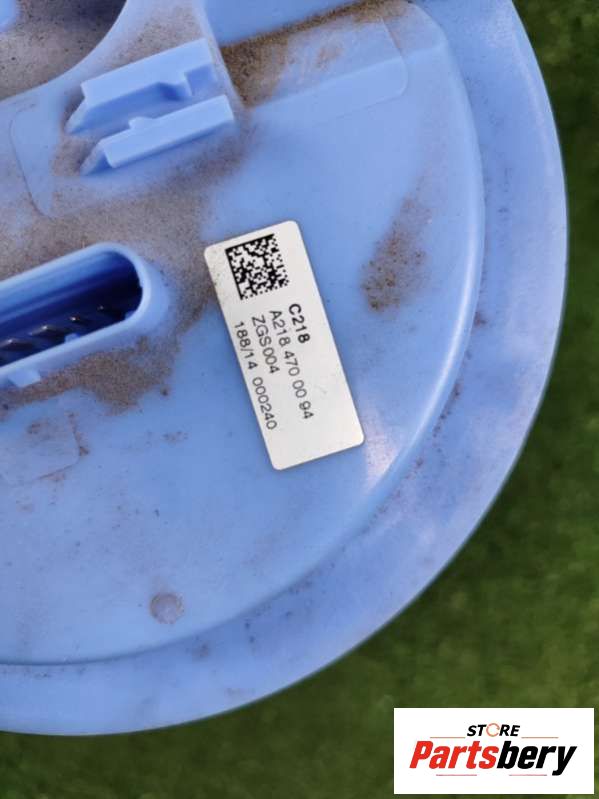 C218
A218 470 00 94
ZGS004
188/14 000240
STORE
Partsbery